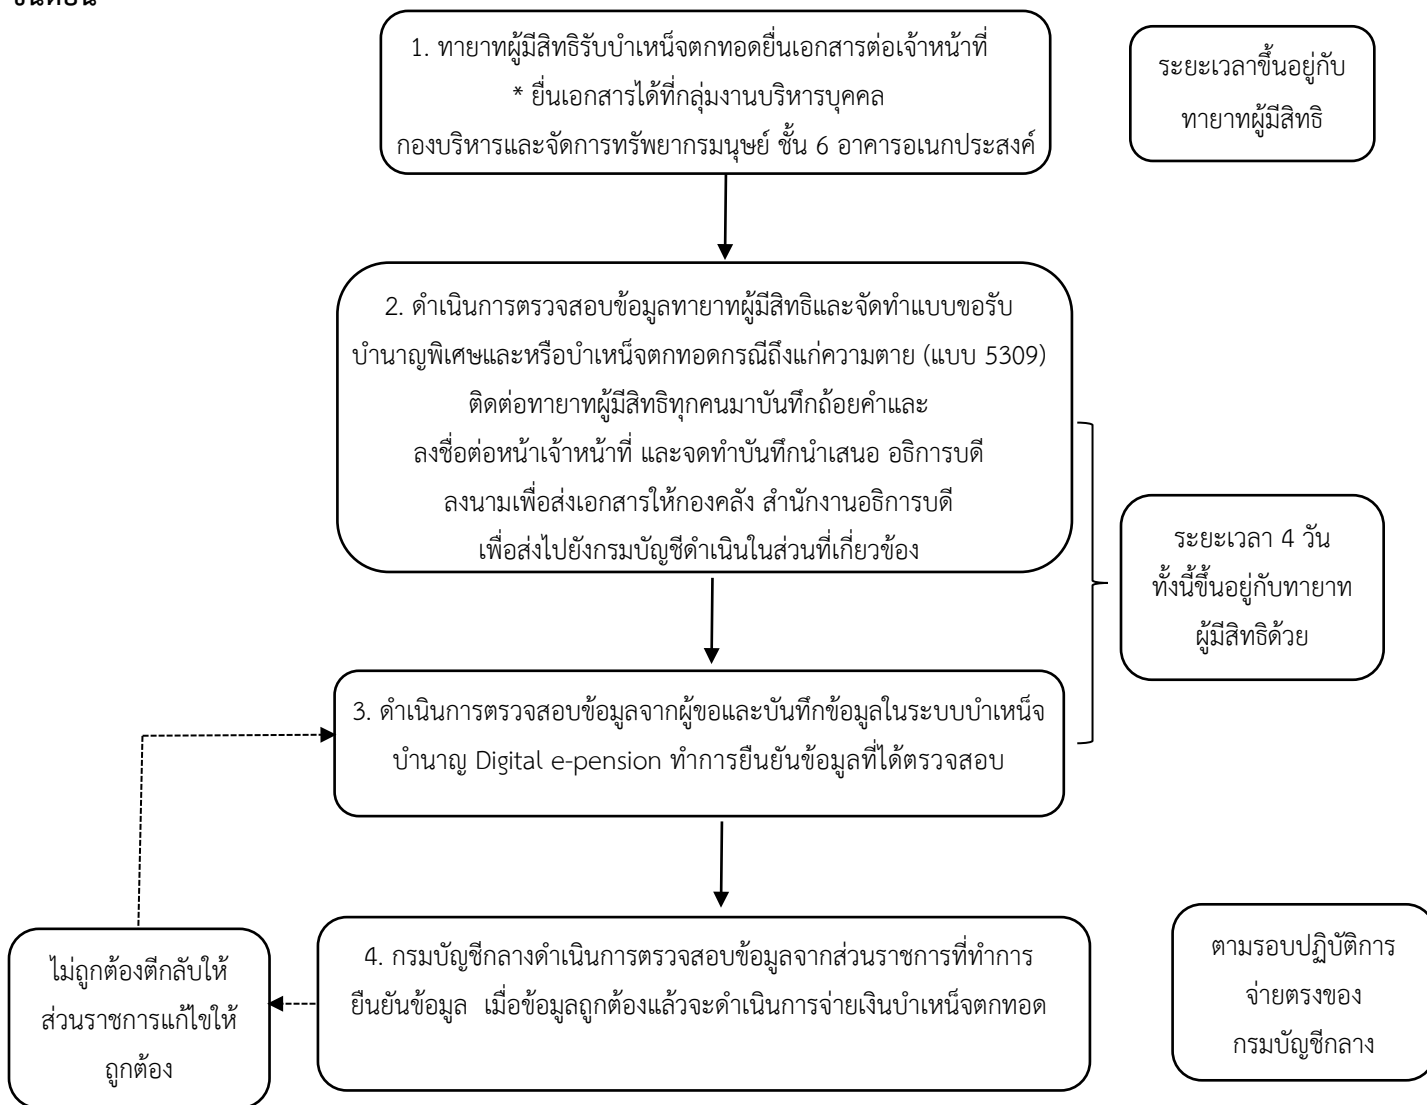 1. ทายาทผู้มีสิทธิรับบำเหน็จตกทอดยื่นเอกสารต่อเจ้าหน้าที่
* ยื่นเอกสารได้ที่กลุ่มงานบริหารบุคคล
กองบริหารและจัดการทรัพยากรมนุษย์ ชั้น 6 อาคารอเนกประสงค์
ระยะเวลาขึ้นอยู่กับ
ทายาทผู้มีสิทธิ
2. ดำเนินการตรวจสอบข้อมูลทายาทผู้มีสิทธิและจัดทำแบบขอรับ
บำนาญพิเศษและหรือบำเหน็จตกทอดกรณีถึงแก่ความตาย (แบบ 5309)
ติดต่อทายาทผู้มีสิทธิทุกคนมาบันทึกถ้อยคำและ
ลงชื่อต่อหน้าเจ้าหน้าที่ และจดทำบันทึกนำเสนอ อธิการบดี
ลงนามเพื่อส่งเอกสารให้กองคลัง สำนักงานอธิการบดี
เพื่อส่งไปยังกรมบัญชีดำเนินในส่วนที่เกี่ยวข้อง
ระยะเวลา 4 วัน
ทั้งนี้ขึ้นอยู่กับทายาท
ผู้มีสิทธิด้วย
3. ดำเนินการตรวจสอบข้อมูลจากผู้ขอและบันทึกข้อมูลในระบบบำเหน็จ
บำนาญ Digital e-pension ทำการยืนยันข้อมูลที่ได้ตรวจสอบ
4. กรมบัญชีกลางดำเนินการตรวจสอบข้อมูลจากส่วนราชการที่ทำการ
ยืนยันข้อมูล เมื่อข้อมูลถูกต้องแล้วจะดำเนินการจ่ายเงินบำเหน็จตกทอด
ไม่ถูกต้องตีกลับให้
ส่วนราชการแก้ไขให้
ถูกต้อง
ตามรอบปฏิบัติการ
จ่ายตรงของ
กรมบัญชีกลาง